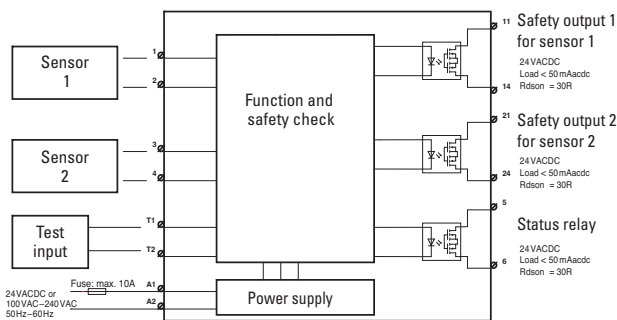 Sensor
1
1
2
Sensor
2
3
4
Test
input
T1
T2
24VACDC or
100VAC–240VAC
50Hz–60Hz
Fuse: max. 10A
A1
A2
Function and
safety check
Power supply
11
14
Safety output 1
for sensor 1
24VACDC
Load < 50mAacdc
Rdson = 30R
21
24
Safety output 2
for sensor 2
24VACDC
Load < 50mAacdc
Rdson = 30R
5
6
Status relay
24VACDC
Load < 50mAacdc
Rdson = 30R